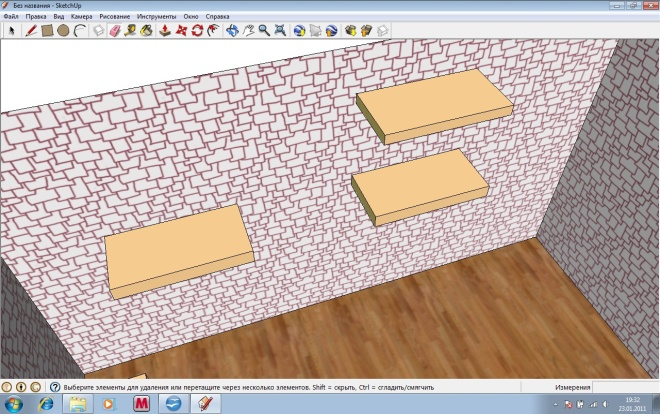 Без названия - SketchUp
Файл Правка Вид Камера Рисование Инструменты Окно Справка
Выберите элементы для удаления или перетащите через несколько элементов. Shift = скрыть, Ctrl = сгладить/смягчить
Измерения
19:32
23.01.2011